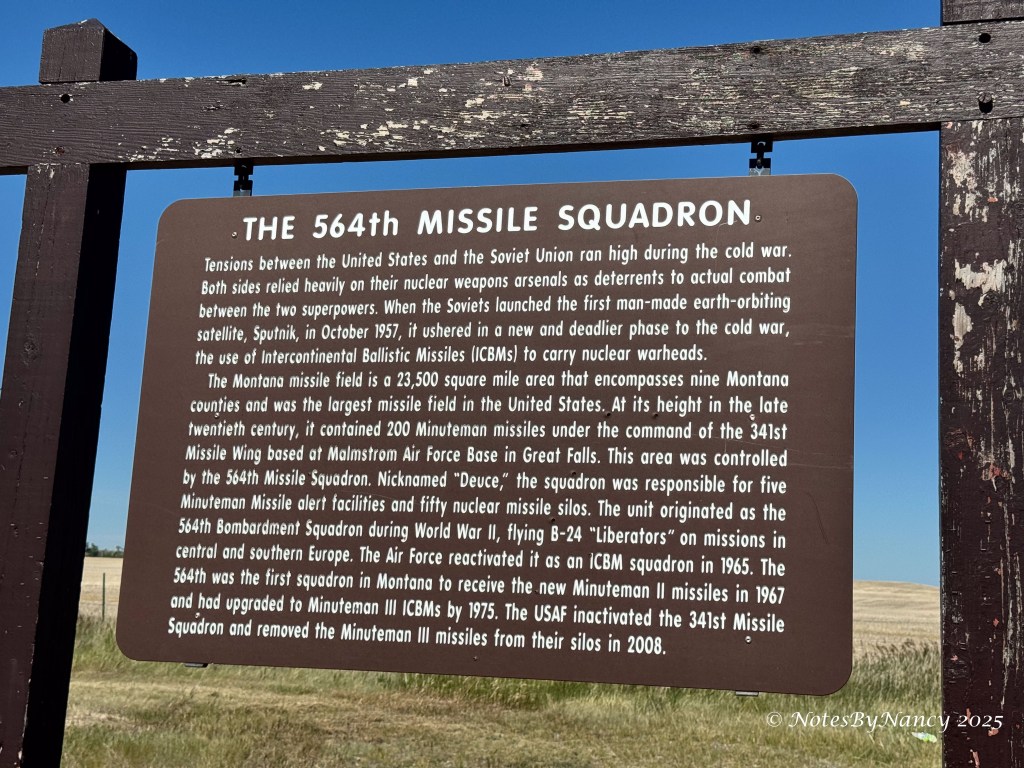 THE 564th MISSILE SQUADRON
Tensions between the United States and the Soviet Union ran high during the cold war.
Both sides relied heavily on their nuclear weapons arsenals as deterrents to actual combat
between the two superpowers. When the Soviets launched the first man-made earth-orbiting
satellite, Sputnik, in October 1957, it ushered in a new and deadlier phase to the cold war,
the use of Intercontinental Ballistic Missiles (ICBMs) to carry nuclear warheads.
The Montana missile field is a 23,500 square mile area that encompasses nine Montana
counties and was the largest missile field in the United States. At its height in the late
twentieth century, it contained 200 Minuteman missiles under the command of the 341st
Missile Wing based at Malmstrom Air Force Base in Great Falls. This area was controlled
by the 564th Missile Squadron. Nicknamed “Deuce,” the squadron was responsible for five
Minuteman Missile alert facilities and fifty nuclear missile silos. The unit originated as the
564th Bombardment Squadron during World War II, flying B-24 “Liberators” on missions in
central and southern Europe. The Air Force reactivated it as an ICBM squadron in 1965. The
564th was the first squadron in Montana to receive the new Minuteman II missiles in 1967
and had upgraded to Minuteman III ICBMs by 1975. The USAF inactivated the 341st Missile
Squadron and removed the Minuteman III missiles from their silos in 2008.
© NotesByNancy 2025